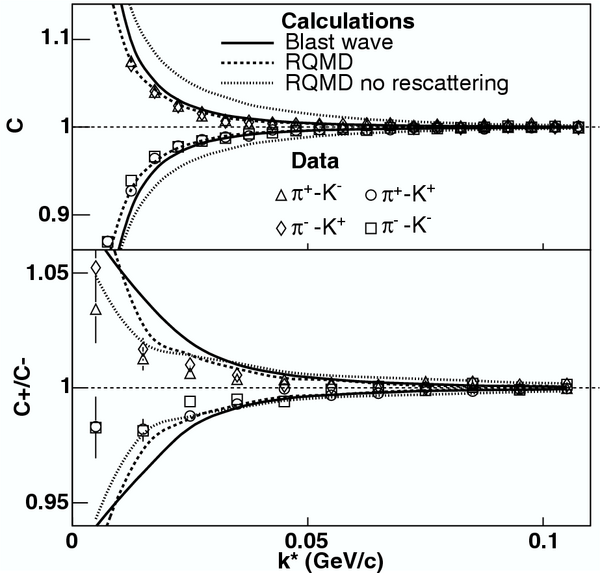 Calculations
Blast wave
RQMD
RQMD no rescattering
1.1
C
1
Data
π⁺-K⁻
π⁺-K⁺
π⁻-K⁺
π⁻-K⁻
0.9
1.05
C+/C-
1
0.95
0
0.05
0.1
k* (GeV/c)